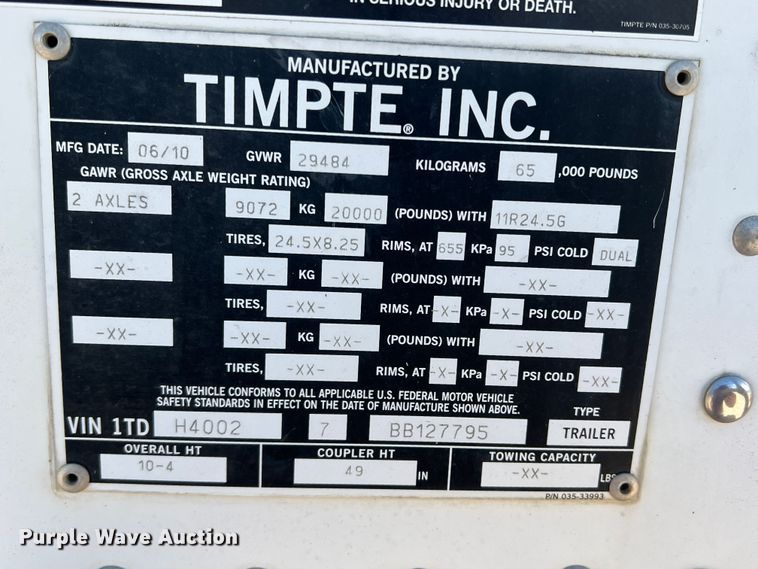 IN SERIOUS INJURY OR DEATH.
TIMPTE P/N 035-30705
MANUFACTURED BY
TIMPTE® INC.
MFG DATE: 06/10 GVWR 29484 KILOGRAMS 65 ,000 POUNDS
GAWR (GROSS AXLE WEIGHT RATING)
2 AXLES 9072 KG 20000 (POUNDS) WITH 11R24.5G
TIRES, 24.5X8.25 RIMS, AT 655 KPa 95 PSI COLD DUAL
-XX- -XX- KG -XX- (POUNDS) WITH -XX-
TIRES, -XX- RIMS, AT -X- KPa -X- PSI COLD -XX-
-XX- -XX- KG -XX- (POUNDS) WITH -XX-
TIRES, -XX- RIMS, AT -X- KPa -X- PSI COLD -XX-
THIS VEHICLE CONFORMS TO ALL APPLICABLE U.S. FEDERAL MOTOR VEHICLE
SAFETY STANDARDS IN EFFECT ON THE DATE OF MANUFACTURE SHOWN ABOVE. TYPE
VIN 1TD H4002 7 BB127795 TRAILER
OVERALL HT COUPLER HT TOWING CAPACITY
10-4 49 IN -XX- LBS
P/N 035-33993
Purple Wave Auction